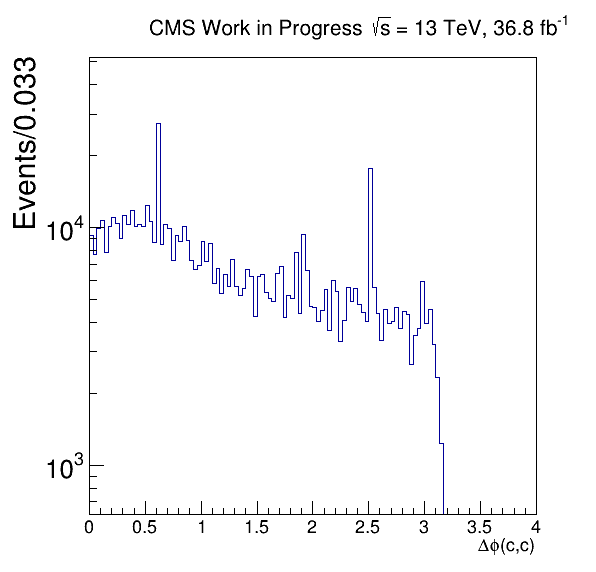 CMS Work in Progress √s = 13 TeV, 36.8 fb⁻¹
Events/0.033
10⁴
10³
0 0.5 1 1.5 2 2.5 3 3.5 4
Δϕ(c,c)